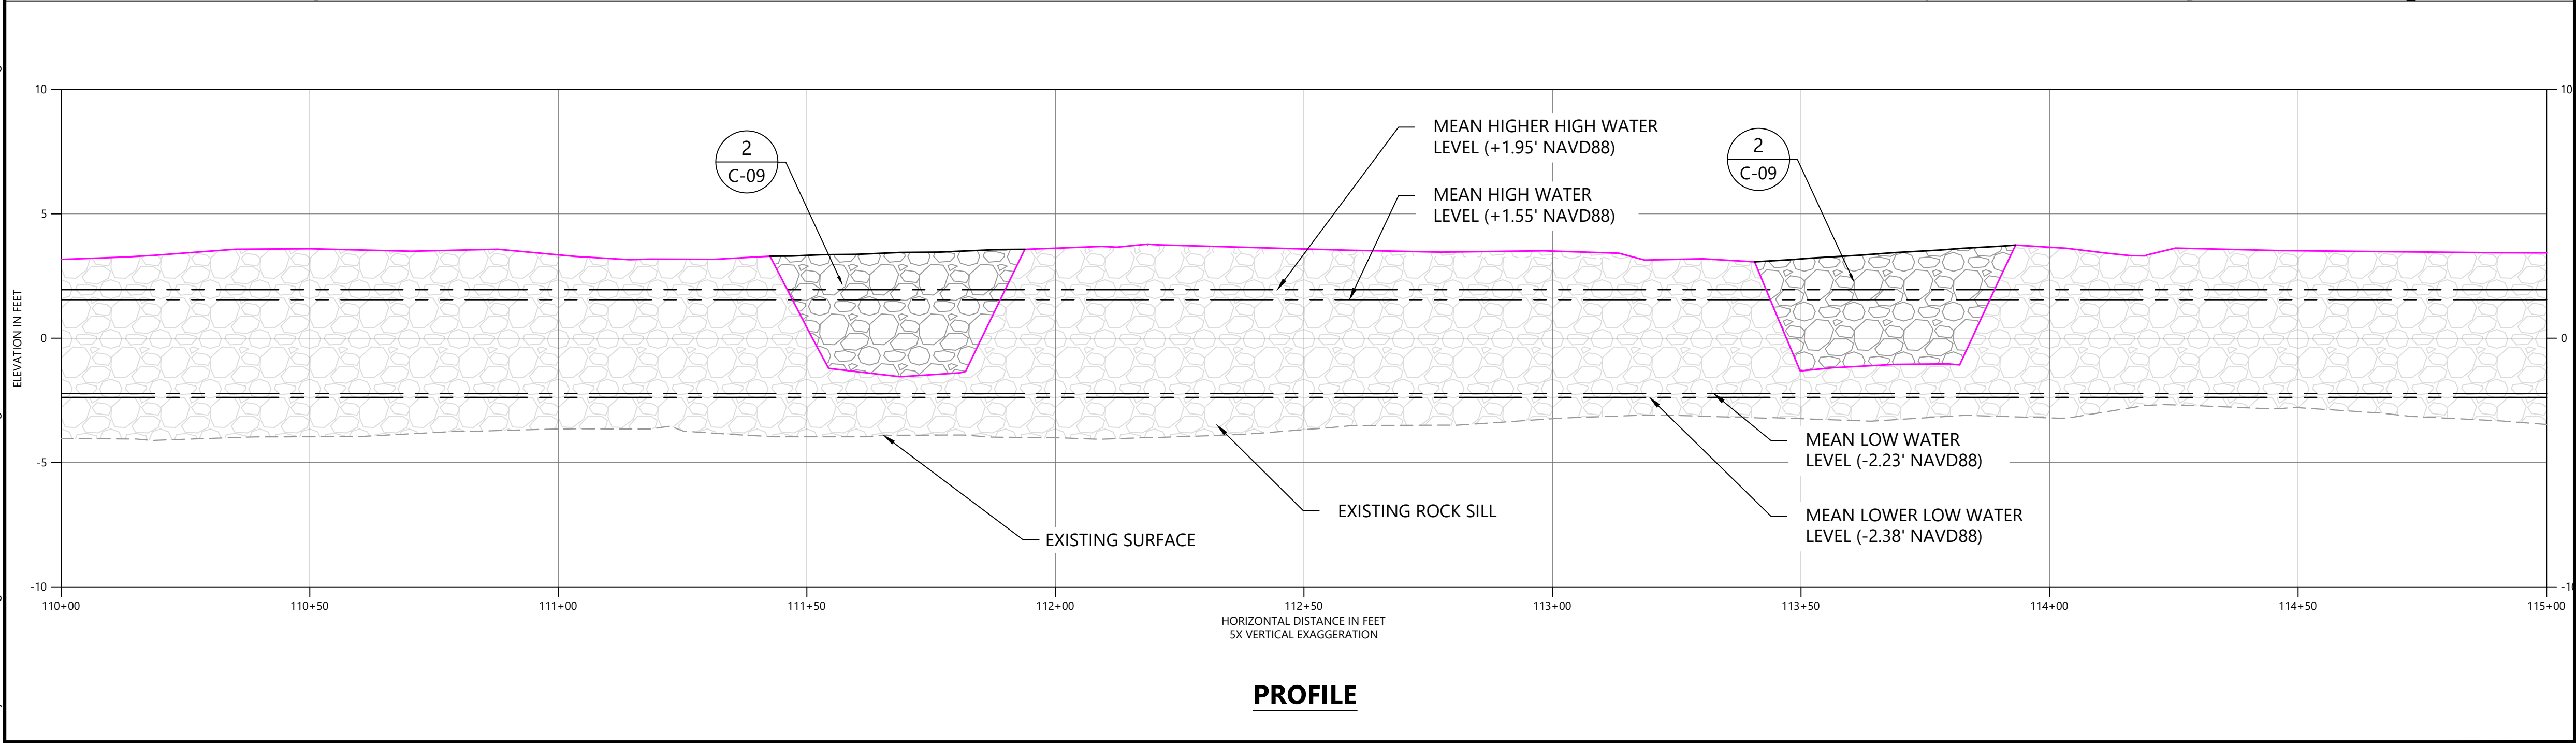 10
10
2
C-09
MEAN HIGHER HIGH WATER
LEVEL (+1.95' NAVD88)
2
C-09
MEAN HIGH WATER
LEVEL (+1.55' NAVD88)
5
ELEVATION IN FEET
0
0
MEAN LOW WATER
LEVEL (-2.23' NAVD88)
-5
EXISTING ROCK SILL
MEAN LOWER LOW WATER
LEVEL (-2.38' NAVD88)
EXISTING SURFACE
-10
110+00
110+50
111+00
111+50
112+00
112+50
113+00
113+50
114+00
114+50
115+00
HORIZONTAL DISTANCE IN FEET
5X VERTICAL EXAGGERATION
PROFILE